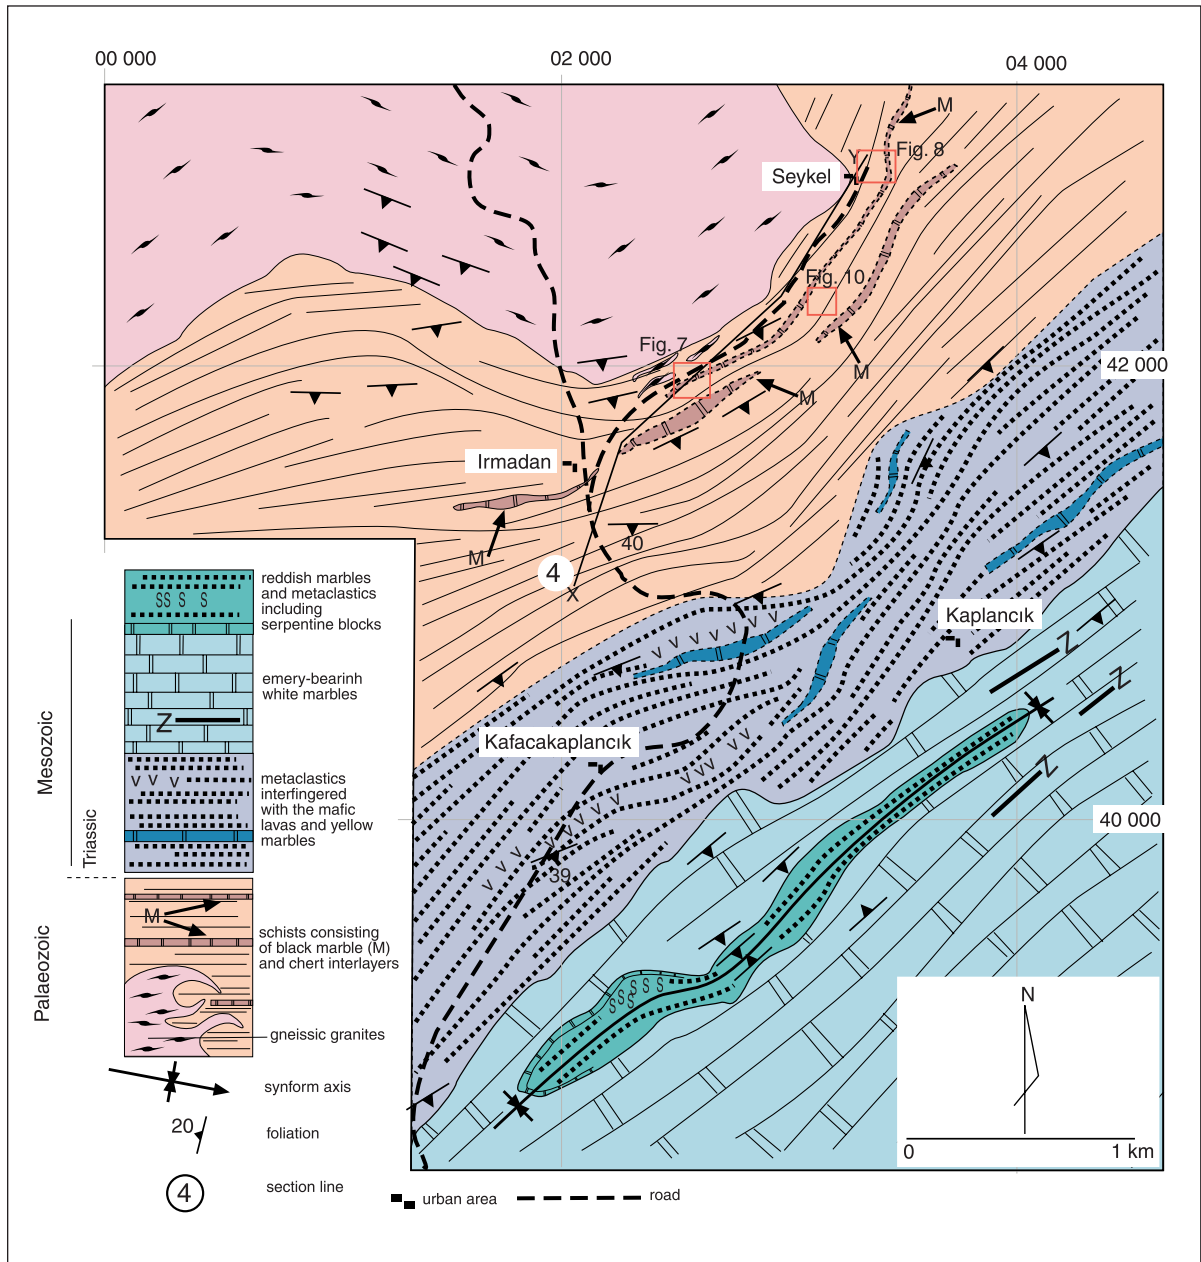 00 000
02 000
04 000
M
Y
Fig. 8
Seykel
Fig. 10
Fig. 7
M
42 000
M
Irmadan
40
M
4
X
Kaplancık
V V V V V V V
Z
Z
Kafacakaplancık
V V
V V V
Z
40 000
V V V V
V V V
39
V V
S S S S
S S S
reddish marbles
and metaclastics
including
serpentine blocks
SS S S
emery-bearinh
white marbles
Z
Mesozoic
metaclastics
interfingered
with the mafic
lavas and yellow
marbles
V V V
Triassic
M
schists consisting
of black marble (M)
and chert interlayers
Palaeozoic
gneissic granites
synform axis
20
foliation
4
section line
urban area
road
N
0
1 km